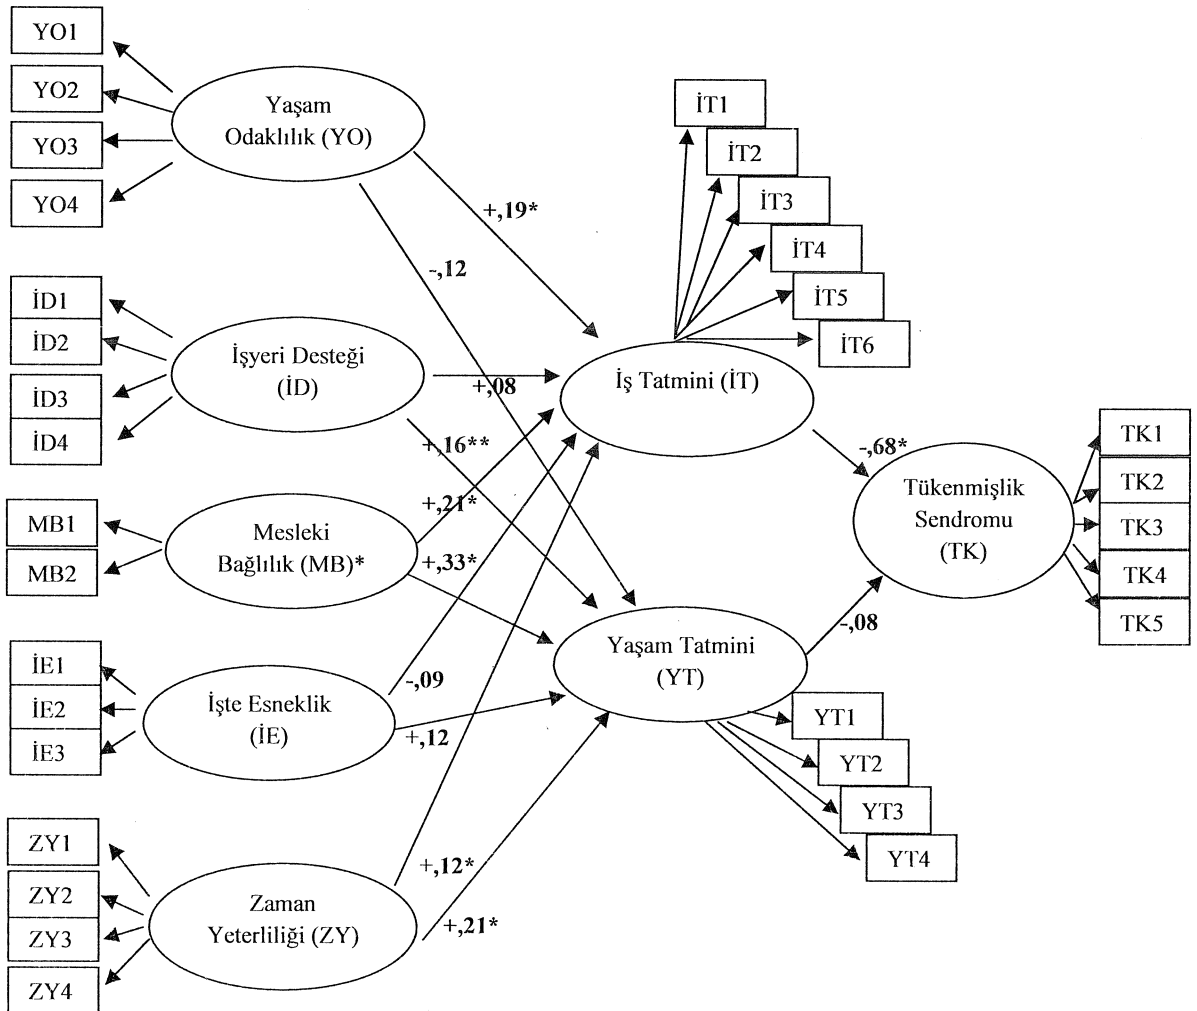 YO1
YO2
YO3
YO4
Yaşam
Odaklılık (YO)
+,19*
-,12
İT1
İT2
İT3
İT4
İT5
İT6
İD1
İD2
İD3
İD4
İşyeri Desteği
(İD)
+,08
+,16**
İş Tatmini (İT)
-,68*
MB1
MB2
Mesleki
Bağlılık (MB)*
+,21*
+,33*
Tükenmişlik
Sendromu
(TK)
TK1
TK2
TK3
TK4
TK5
İE1
İE2
İE3
İşte Esneklik
(İE)
-,09
+,12
Yaşam Tatmini
(YT)
-,08
YT1
YT2
YT3
YT4
ZY1
ZY2
ZY3
ZY4
Zaman
Yeterliliği (ZY)
+,12*
+,21*